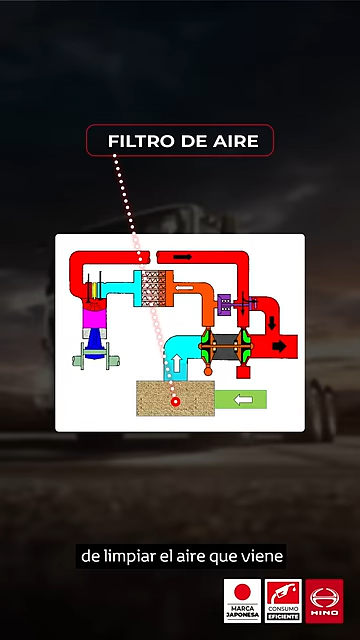 FILTRO DE AIRE
de limpiar el aire que viene
MARCA
JAPONESA
CONSUMO
EFICIENTE
HINO